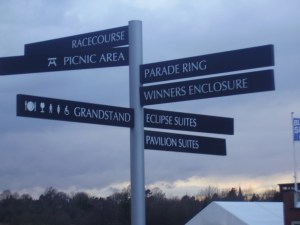 RACECOURSE
PICNIC AREA
PARADE RING
WINNERS ENCLOSURE
GRANDSTAND
ECLIPSE SUITES
PAVILION SUITES